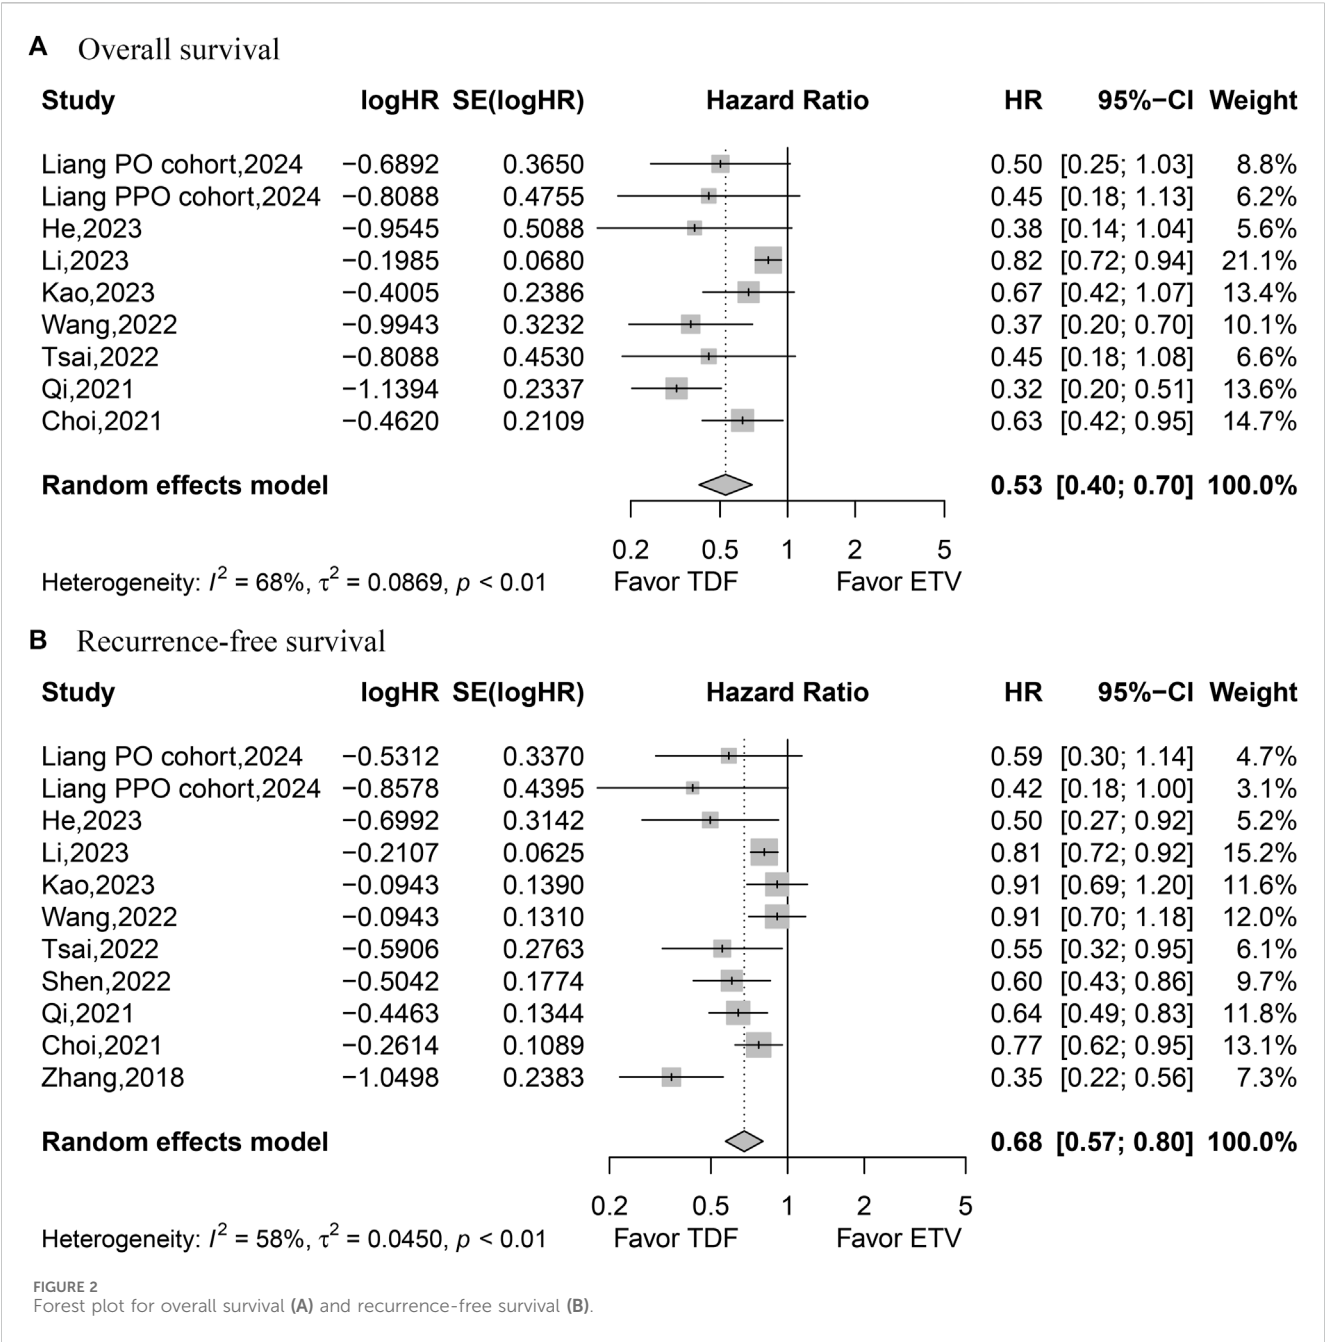 A Overall survival
Study logHR SE(logHR) Hazard Ratio HR 95%−CI Weight
Liang PO cohort,2024 −0.6892 0.3650 0.50 [0.25; 1.03] 8.8%
Liang PPO cohort,2024 −0.8088 0.4755 0.45 [0.18; 1.13] 6.2%
He,2023 −0.9545 0.5088 0.38 [0.14; 1.04] 5.6%
Li,2023 −0.1985 0.0680 0.82 [0.72; 0.94] 21.1%
Kao,2023 −0.4005 0.2386 0.67 [0.42; 1.07] 13.4%
Wang,2022 −0.9943 0.3232 0.37 [0.20; 0.70] 10.1%
Tsai,2022 −0.8088 0.4530 0.45 [0.18; 1.08] 6.6%
Qi,2021 −1.1394 0.2337 0.32 [0.20; 0.51] 13.6%
Choi,2021 −0.4620 0.2109 0.63 [0.42; 0.95] 14.7%
Random effects model 0.53 [0.40; 0.70] 100.0%
0.2 0.5 1 2 5
Heterogeneity: I² = 68%, τ² = 0.0869, p < 0.01 Favor TDF Favor ETV
B Recurrence-free survival
Study logHR SE(logHR) Hazard Ratio HR 95%−CI Weight
Liang PO cohort,2024 −0.5312 0.3370 0.59 [0.30; 1.14] 4.7%
Liang PPO cohort,2024 −0.8578 0.4395 0.42 [0.18; 1.00] 3.1%
He,2023 −0.6992 0.3142 0.50 [0.27; 0.92] 5.2%
Li,2023 −0.2107 0.0625 0.81 [0.72; 0.92] 15.2%
Kao,2023 −0.0943 0.1390 0.91 [0.69; 1.20] 11.6%
Wang,2022 −0.0943 0.1310 0.91 [0.70; 1.18] 12.0%
Tsai,2022 −0.5906 0.2763 0.55 [0.32; 0.95] 6.1%
Shen,2022 −0.5042 0.1774 0.60 [0.43; 0.86] 9.7%
Qi,2021 −0.4463 0.1344 0.64 [0.49; 0.83] 11.8%
Choi,2021 −0.2614 0.1089 0.77 [0.62; 0.95] 13.1%
Zhang,2018 −1.0498 0.2383 0.35 [0.22; 0.56] 7.3%
Random effects model 0.68 [0.57; 0.80] 100.0%
0.2 0.5 1 2 5
Heterogeneity: I² = 58%, τ² = 0.0450, p < 0.01 Favor TDF Favor ETV
FIGURE 2
Forest plot for overall survival (A) and recurrence-free survival (B).